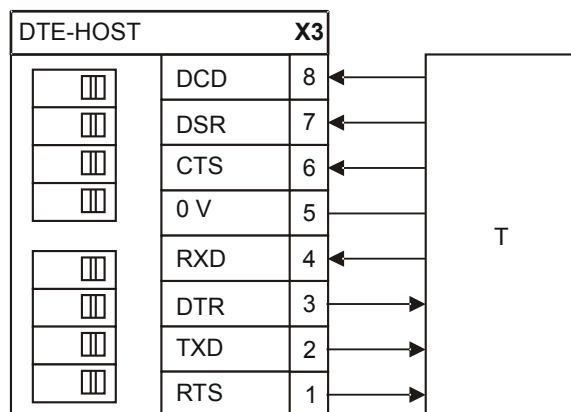 DTE-HOST X3
DCD 8
DSR 7
CTS 6
0 V 5
RXD 4
DTR 3
TXD 2
RTS 1
T